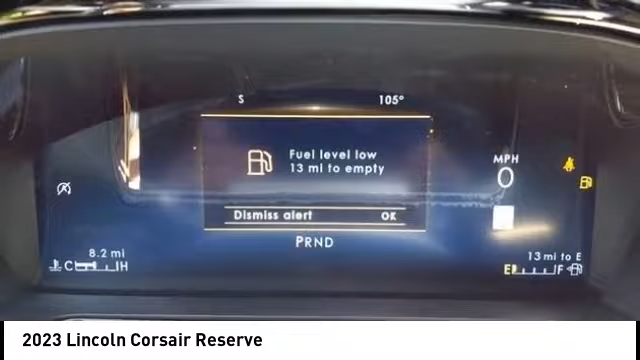 S 105°
Fuel level low
13 mi to empty
MPH
0
Dismiss alert OK
PRND
8.2 mi
13 mi to E
C H
E F
2023 Lincoln Corsair Reserve